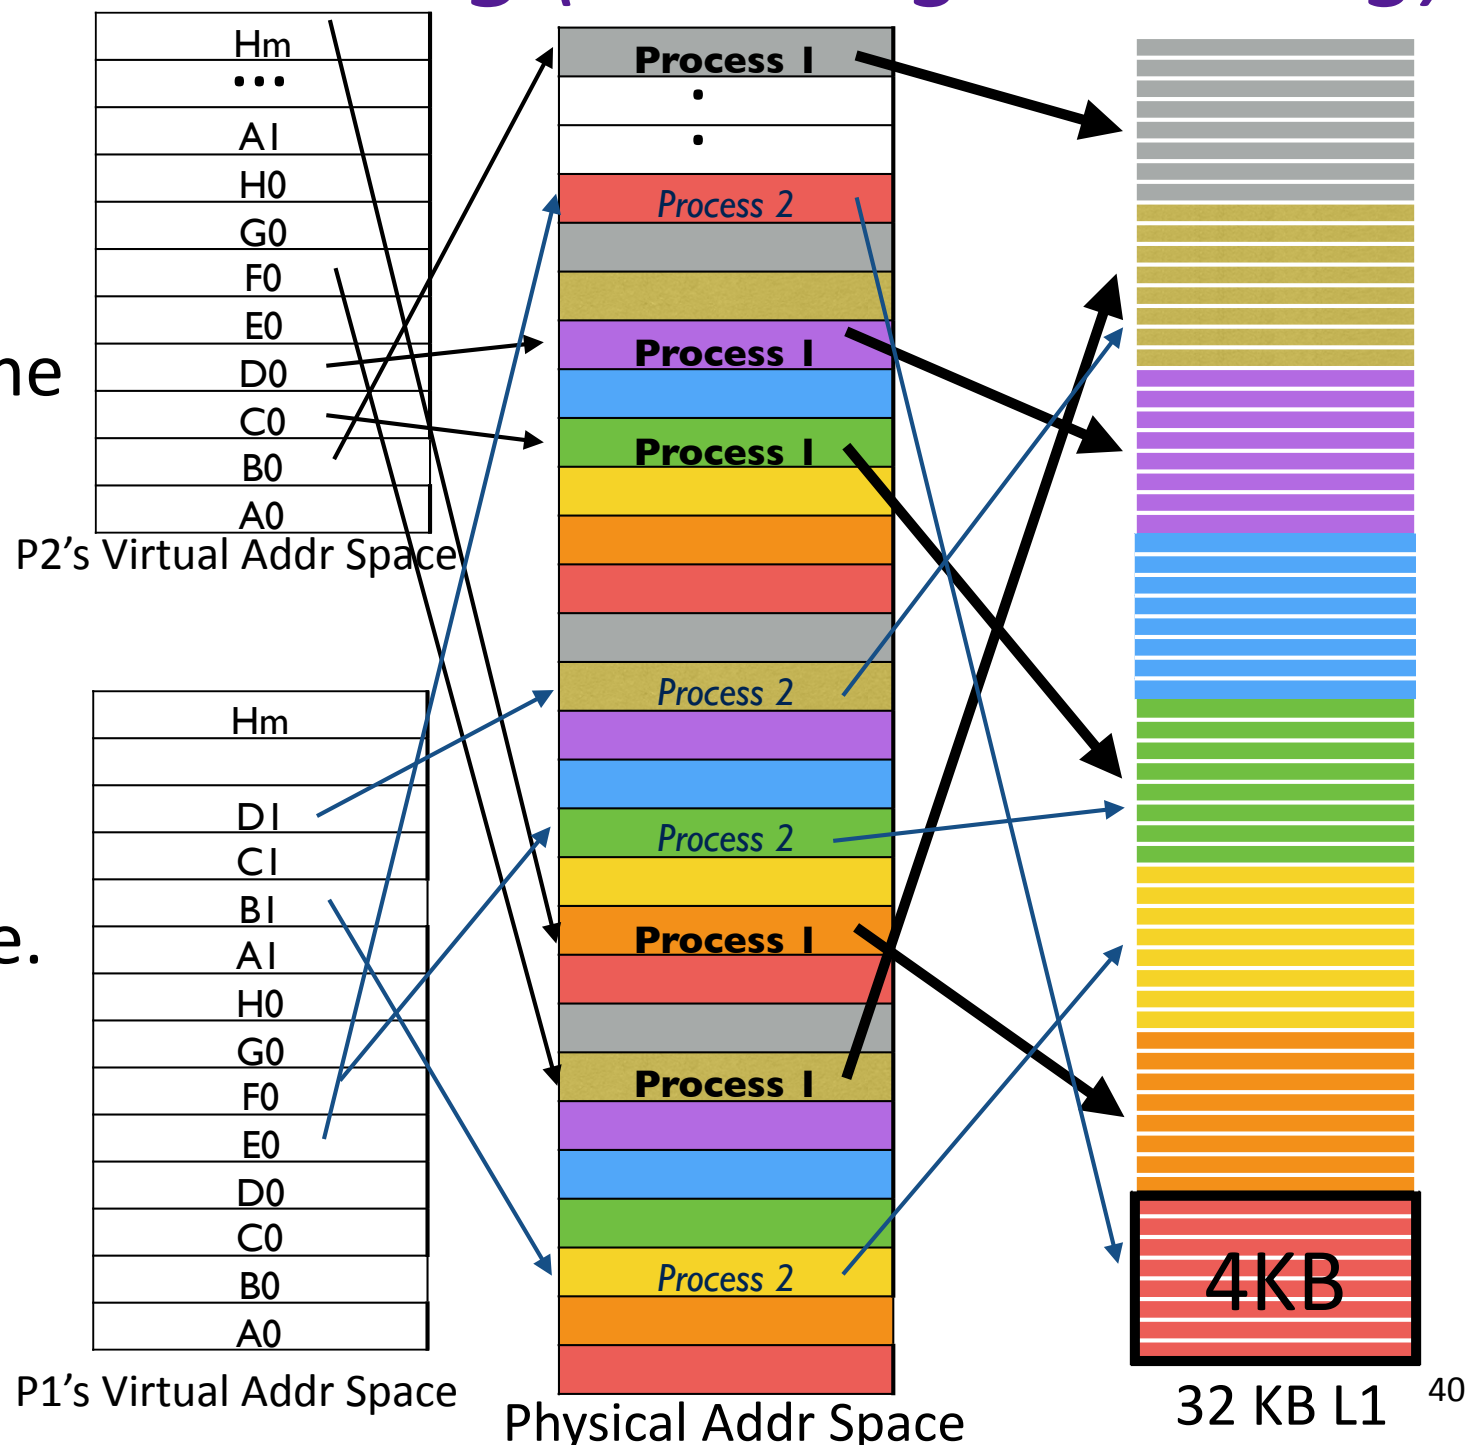 Hm
...
A1
H0
G0
F0
E0
D0
C0
B0
A0
P2's Virtual Addr Space
ne
Hm
D1
C1
B1
A1
H0
G0
F0
E0
D0
C0
B0
A0
P1's Virtual Addr Space
e.
Process 1
.
.
Process 2
Process 1
Process 1
Process 2
Process 2
Process 1
Process 1
Process 2
Physical Addr Space
4KB
32 KB L1
40